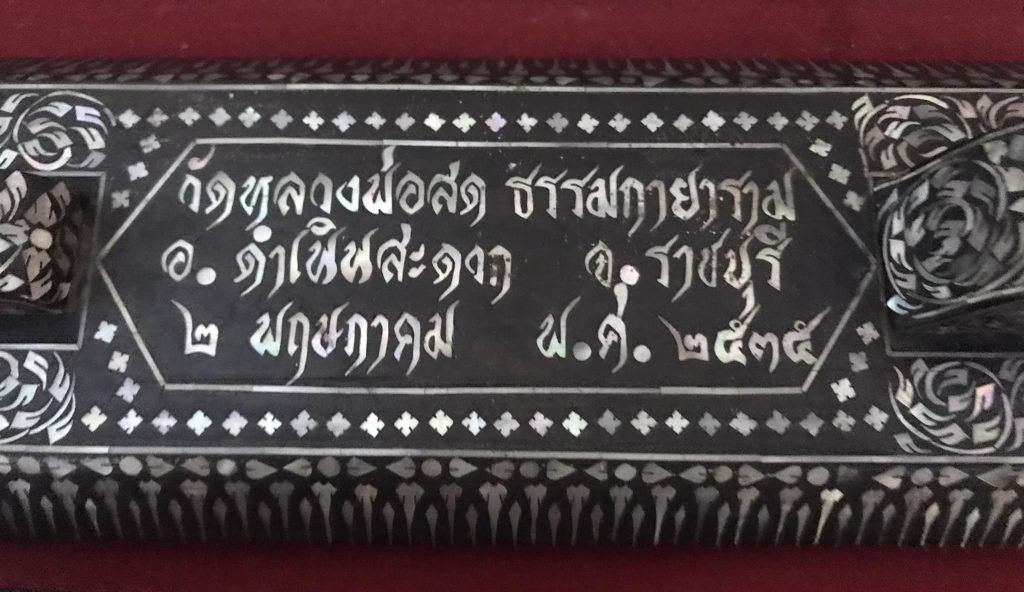 วัดหลวงพ่อสด ธรรมกายาราม
อ. ดำเนินสะดวก จ. ราชบุรี
๒ พฤษภาคม พ.ศ. ๒๕๓๕